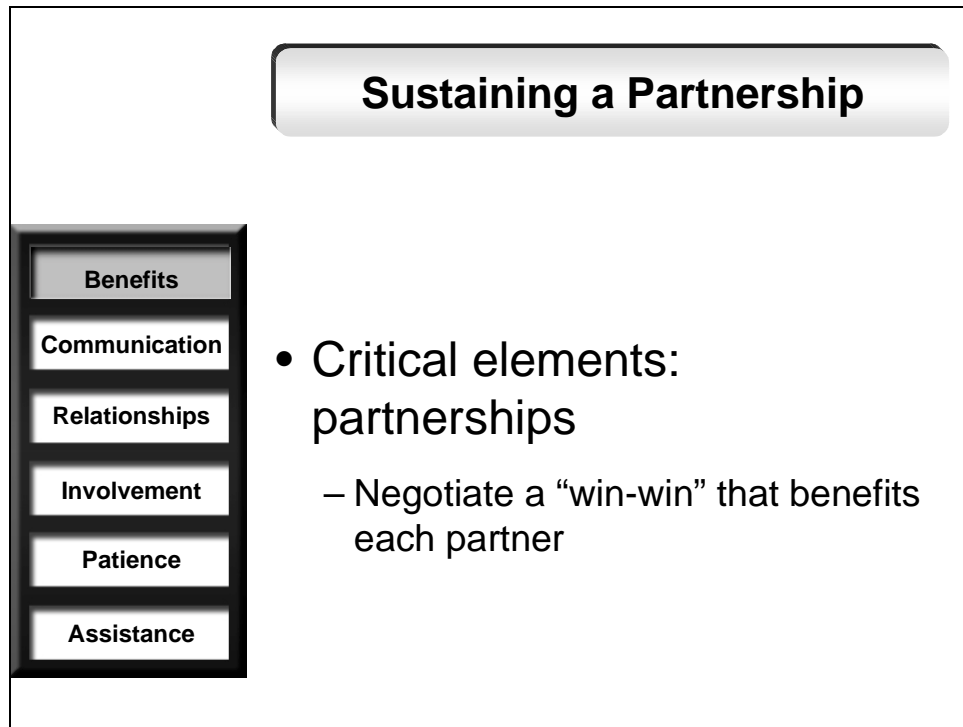 Sustaining a Partnership
Benefits
Communication
Relationships
Involvement
Patience
Assistance
• Critical elements:
partnerships
– Negotiate a “win-win” that benefits
each partner